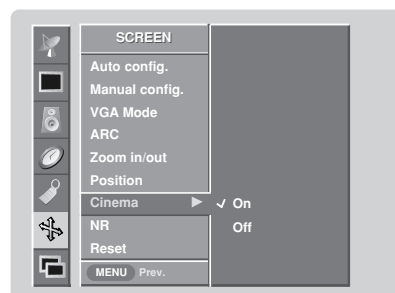 SCREEN
Auto config.
Manual config.
VGA Mode
ARC
Zoom in/out
Position
Cinema ▶ ✓ On
NR Off
Reset
MENU Prev.